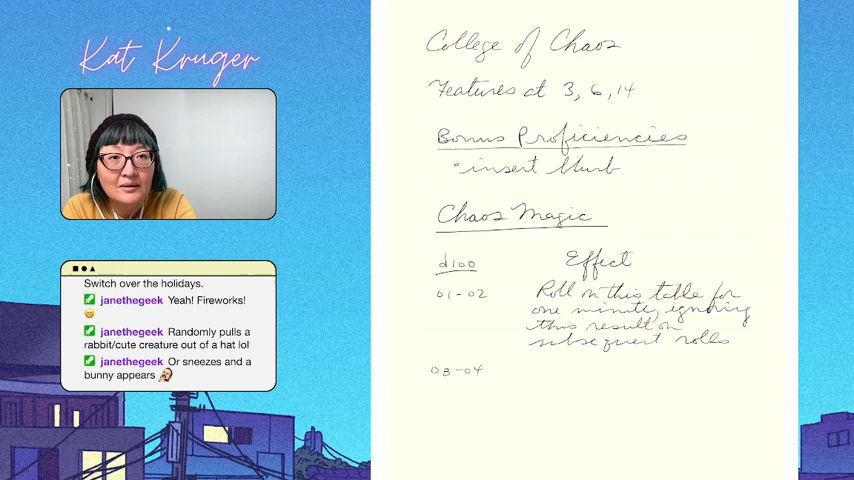 Kat Kruger
Switch over the holidays.
janethegeek Yeah! Fireworks!
janethegeek Randomly pulls a
rabbit/cute creature out of a hat lol
janethegeek Or sneezes and a
bunny appears
College of Chaos
Features at 3, 6, 14
Bonus Proficiencies
• insert blurb
Chaos Magic
d100 Effect
01-02 Roll on this table for
one minute, ignoring
this result on
subsequent rolls
03-04